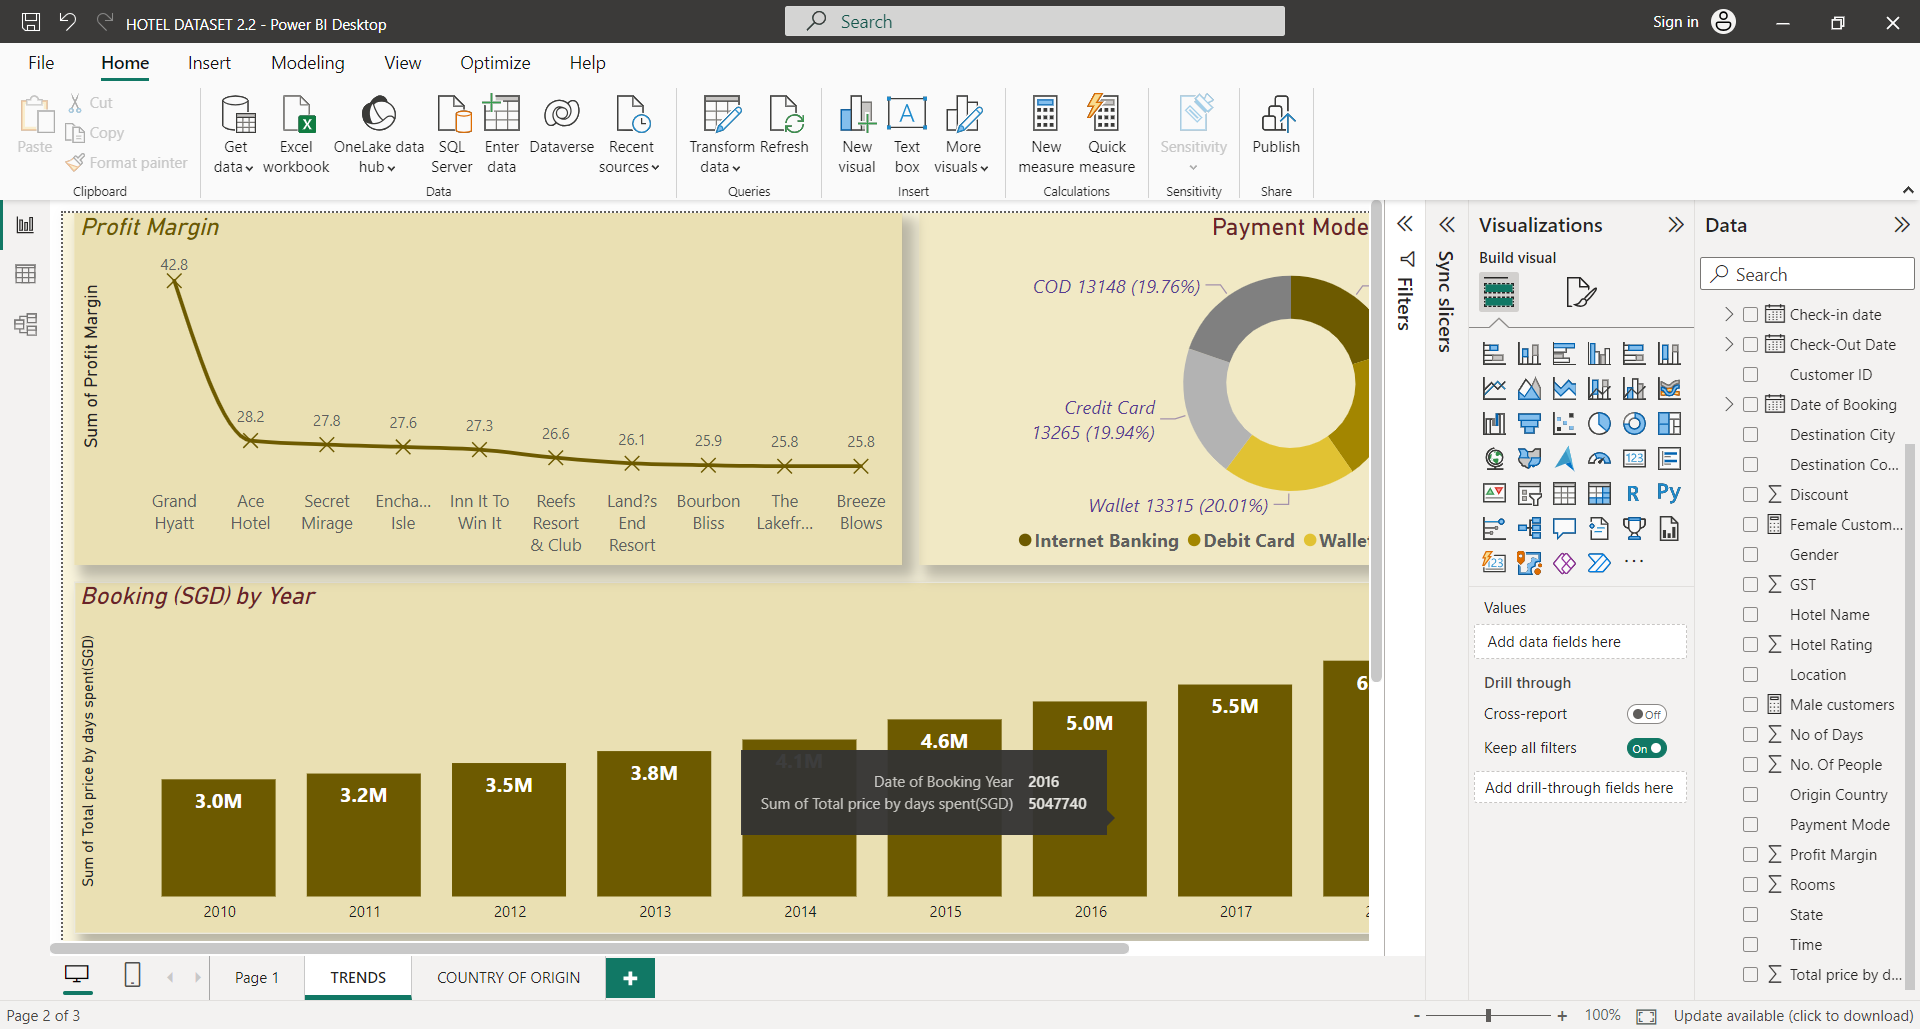 HOTEL DATASET 2.2 - Power BI Desktop
Search
Sign in
File
Home
Insert
Modeling
View
Optimize
Help
Paste
Cut
Copy
Format painter
Clipboard
Get
data
Excel
workbook
OneLake data
hub
SQL
Server
Enter
data
Dataverse
Recent
sources
Data
Transform
data
Refresh
Queries
New
visual
Text
box
More
visuals
Insert
New
measure
Quick
measure
Calculations
Sensitivity
Sensitivity
Publish
Share
Profit Margin
Sum of Profit Margin
42.8
28.2
27.8
27.6
27.3
26.6
26.1
25.9
25.8
25.8
Grand
Hyatt
Ace
Hotel
Secret
Mirage
Encha...
Isle
Inn It To
Win It
Reefs
Resort
& Club
Land?s
End
Resort
Bourbon
Bliss
The
Lakefr...
Breeze
Blows
Payment Mode
COD 13148 (19.76%)
Credit Card
13265 (19.94%)
Wallet 13315 (20.01%)
Internet Banking
Debit Card
Wallet
Booking (SGD) by Year
Sum of Total price by days spent(SGD)
3.0M
3.2M
3.5M
3.8M
4.1M
4.6M
5.0M
5.5M
6
Date of Booking Year 2016
Sum of Total price by days spent(SGD) 5047740
2010
2011
2012
2013
2014
2015
2016
2017
2
Filters
Sync slicers
Visualizations
Build visual
123
R
Py
123
...
Values
Add data fields here
Drill through
Cross-report
Off
Keep all filters
On
Add drill-through fields here
Data
Search
Check-in date
Check-Out Date
Customer ID
Date of Booking
Destination City
Destination Co...
Discount
Female Custom...
Gender
GST
Hotel Name
Hotel Rating
Location
Male customers
No of Days
No. Of People
Origin Country
Payment Mode
Profit Margin
Rooms
State
Time
Total price by d...
Page 1
TRENDS
COUNTRY OF ORIGIN
+
Page 2 of 3
- + 100%
Update available (click to download)